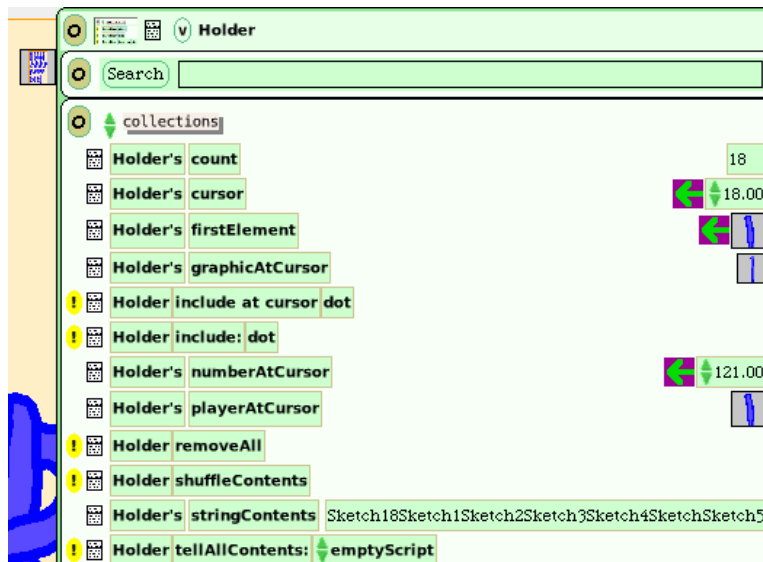 v Holder
Search
collections
Holder's count 18
Holder's cursor 18.00
Holder's firstElement
Holder's graphicAtCursor
! Holder include at cursor dot
! Holder include: dot
Holder's numberAtCursor 121.00
Holder's playerAtCursor
! Holder removeAll
! Holder shuffleContents
Holder's stringContents Sketch18Sketch1Sketch2Sketch3Sketch4SketchSketch5
! Holder tellAllContents: emptyScript